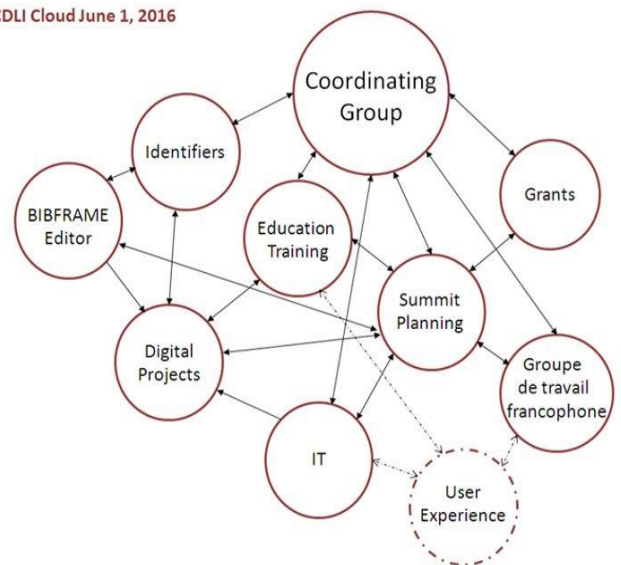 CDLI Cloud June 1, 2016
Coordinating
Group
Identifiers
Grants
BIBFRAME
Editor
Education
Training
Summit
Planning
Digital
Projects
Groupe
de travail
francophone
IT
User
Experience